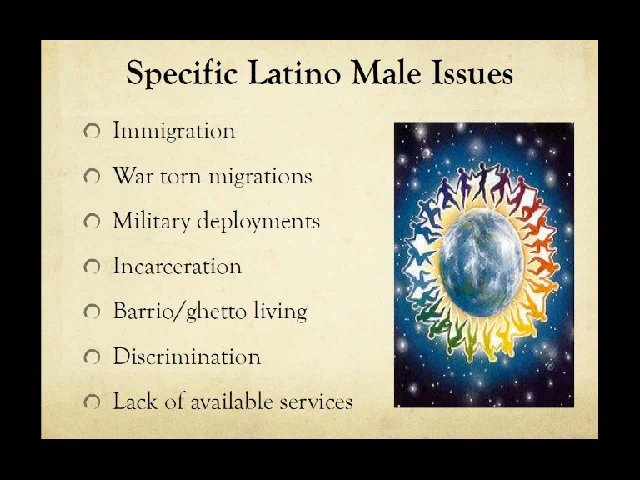 Specific Latino Male Issues
Immigration
War torn migrations
Military deployments
Incarceration
Barrio/ghetto living
Discrimination
Lack of available services